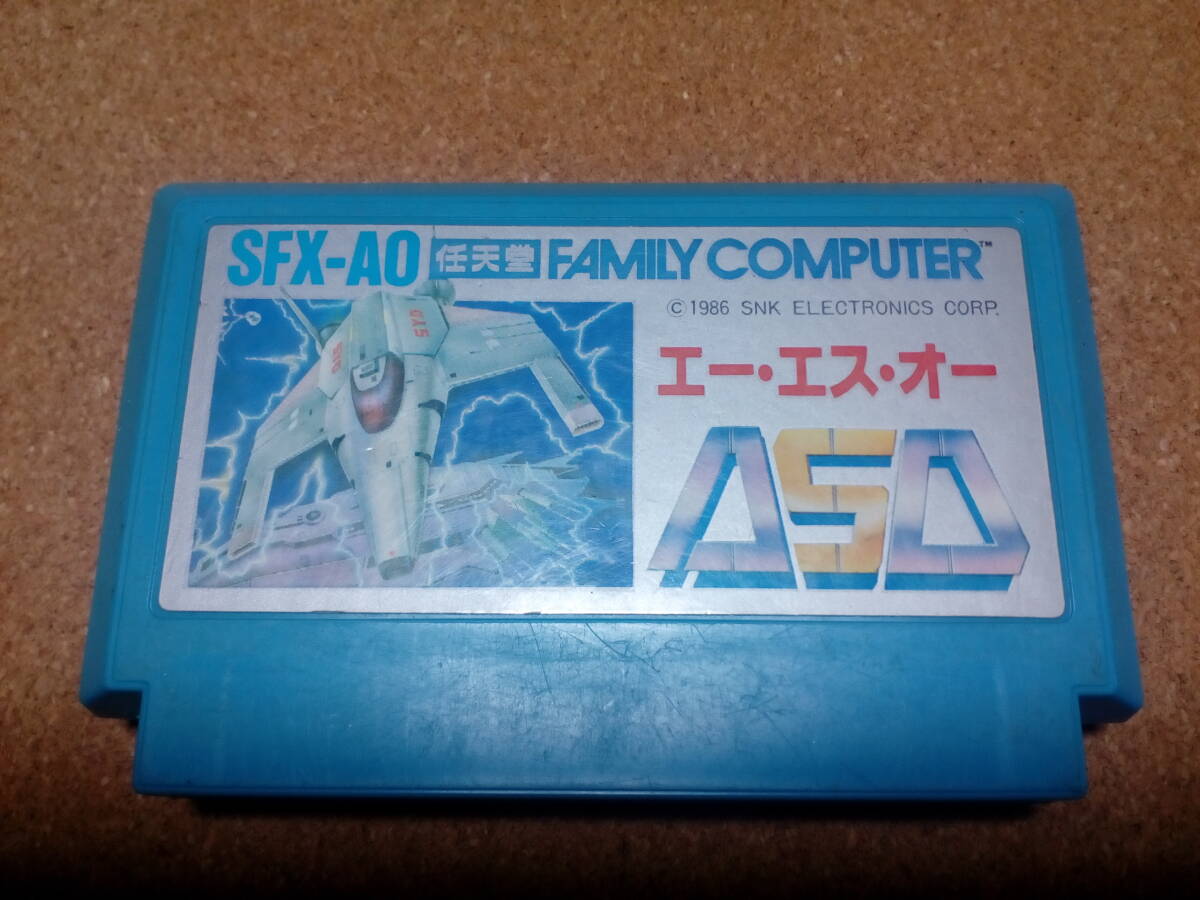 SFX-AO 任天堂 FAMILY COMPUTER™
© 1986 SNK ELECTRONICS CORP.
エー・エス・オー
ASO